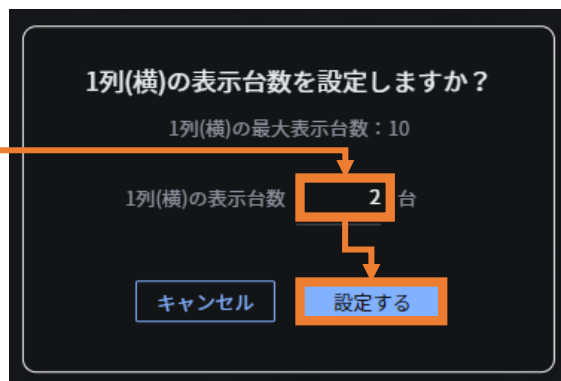 1列(横)の表示台数を設定しますか？
1列(横)の最大表示台数：10
1列(横)の表示台数 2 台
キャンセル 設定する